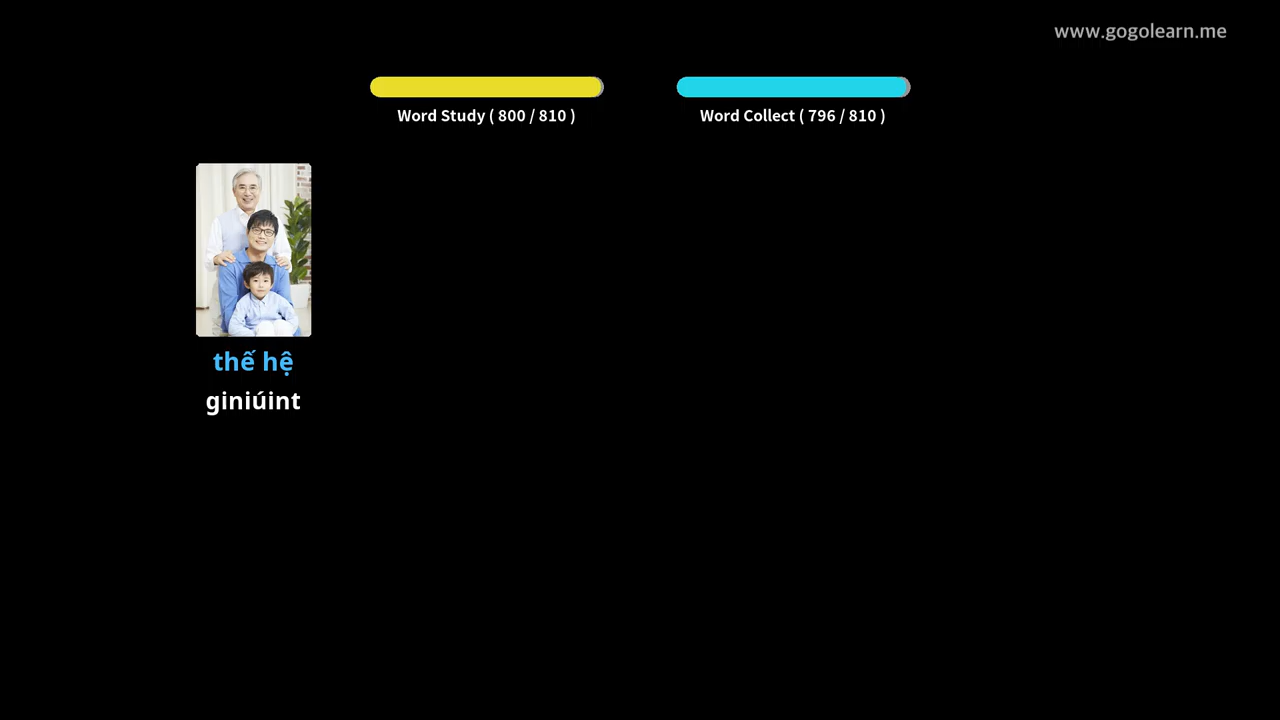 www.gogolearn.me
Word Study ( 800 / 810 )
Word Collect ( 796 / 810 )
thế hệ
giniúint